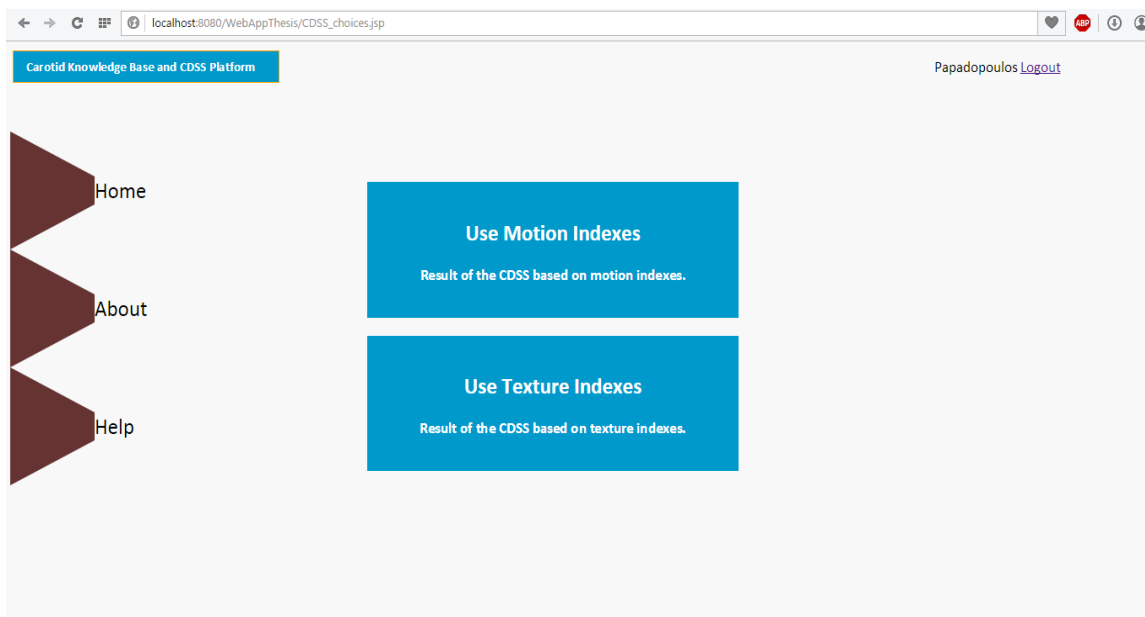 localhost:8080/WebAppThesis/CDSS_choices.jsp
ABP
Carotid Knowledge Base and CDSS Platform
Papadopoulos Logout
Home
About
Help
Use Motion Indexes
Result of the CDSS based on motion indexes.
Use Texture Indexes
Result of the CDSS based on texture indexes.